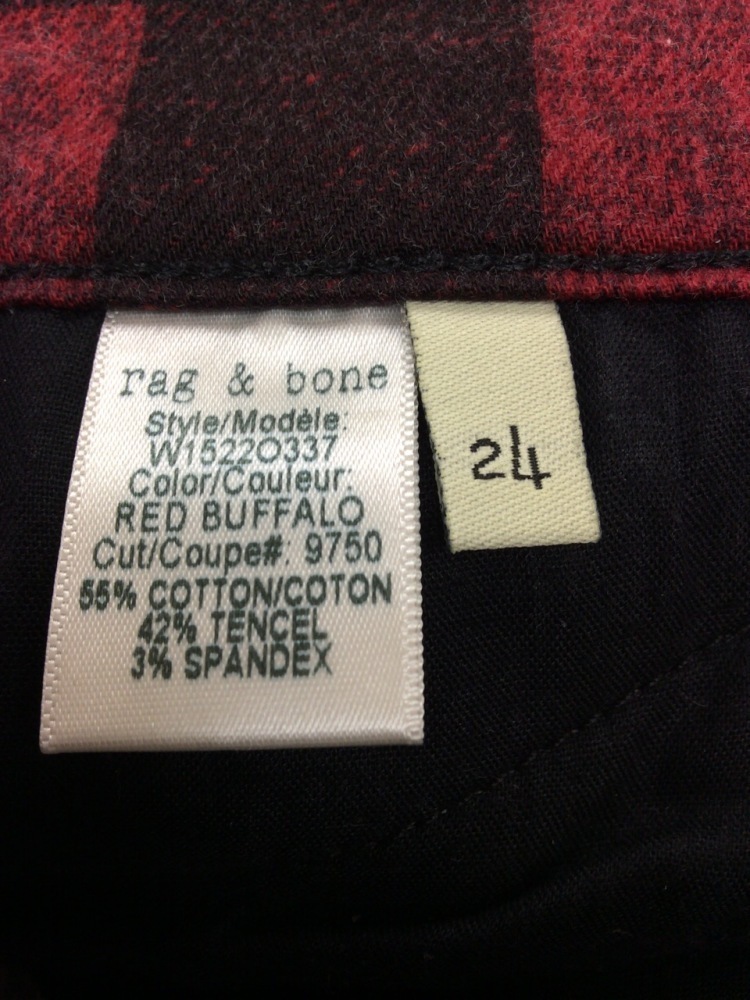 rag & bone
Style/Modèle:
W1522O337
Color/Couleur:
RED BUFFALO
Cut/Coupe#: 9750
55% COTTON/COTON
42% TENCEL
3% SPANDEX
24